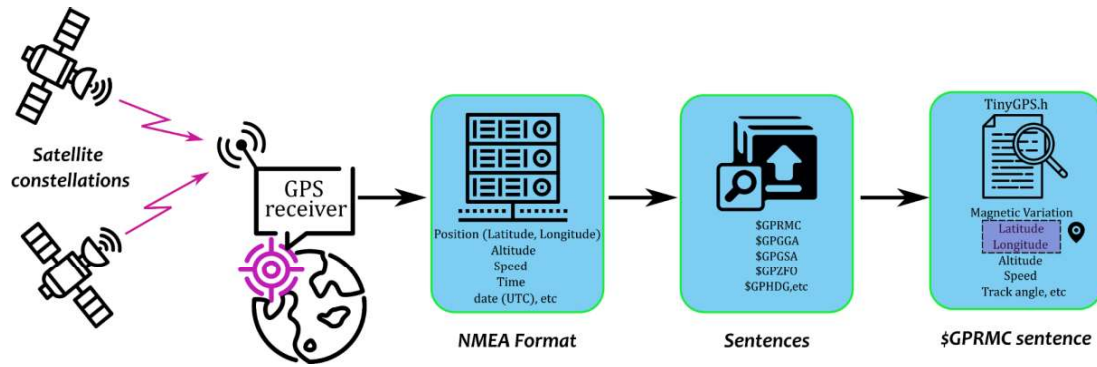 Satellite
constellations
GPS
receiver
Position (Latitude, Longitude)
Altitude
Speed
Time
date (UTC), etc
NMEA Format
$GPRMC
$GPGGA
$GPGSA
$GPZFO
$GPHDG,etc
Sentences
TinyGPS.h
Magnetic Variation
Latitude
Longitude
Altitude
Speed
Track angle, etc
$GPRMC sentence